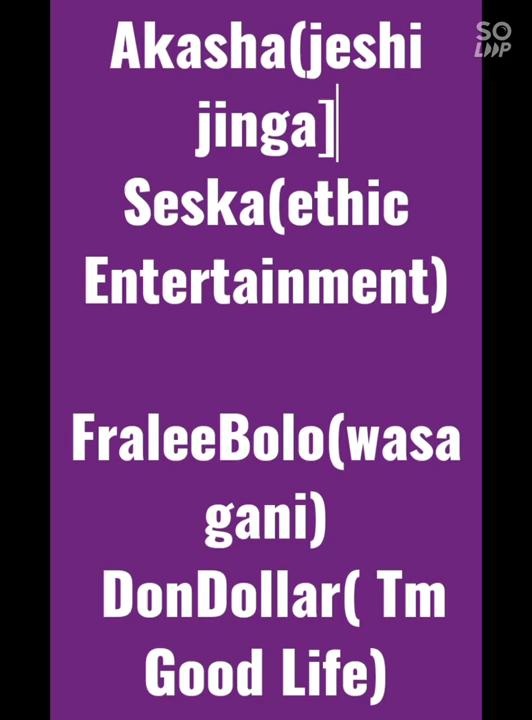 SO
LOOP
Akasha(jeshi
jinga]
Seska(ethic
Entertainment)
FraleeBolo(wasa
gani)
DonDollar( Tm
Good Life)